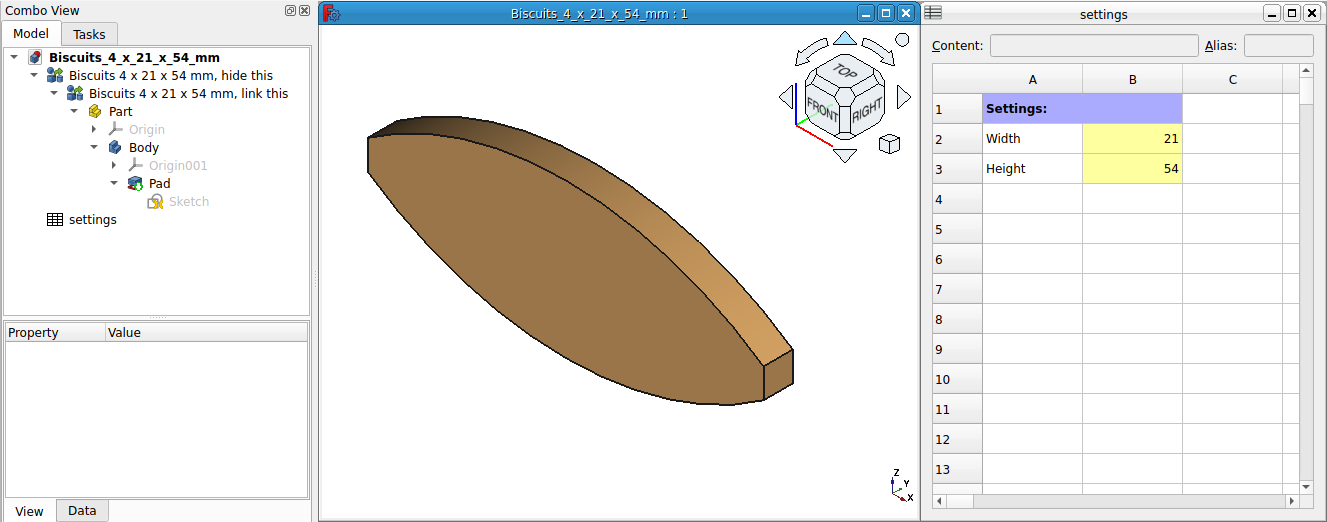 Combo View
Model
Tasks
Biscuits_4_x_21_x_54_mm
Biscuits 4 x 21 x 54 mm, hide this
Biscuits 4 x 21 x 54 mm, link this
Part
Origin
Body
Origin001
Pad
Sketch
settings
Property Value
View
Data
Biscuits_4_x_21_x_54_mm : 1
TOP
FRONT
RIGHT
Z
Y
X
settings
Content:
Alias:
A B C
1 Settings:
2 Width 21
3 Height 54
4
5
6
7
8
9
10
11
12
13